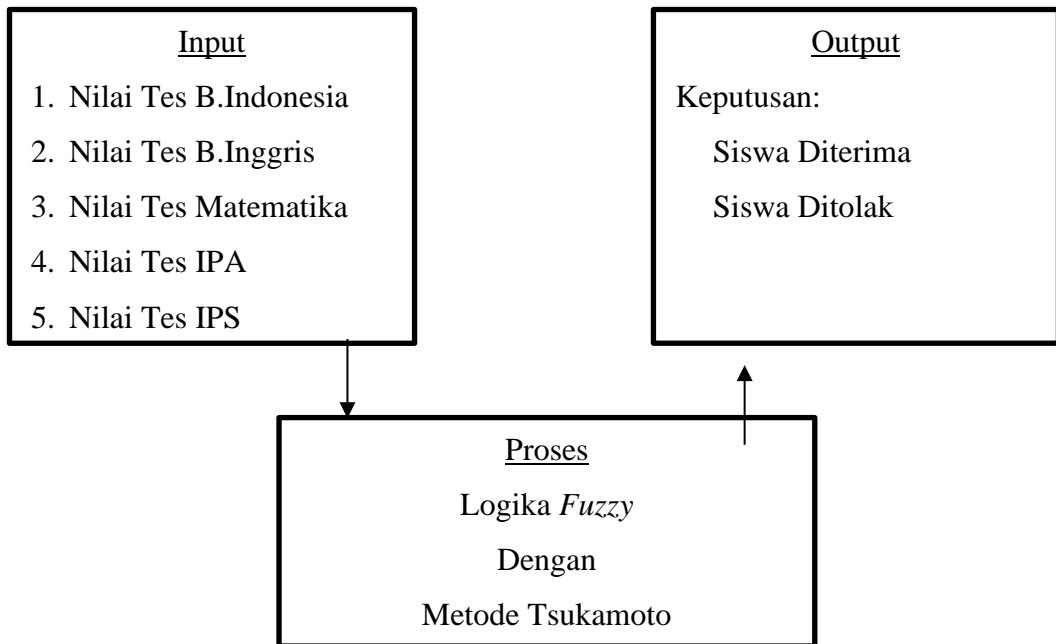 Input
1. Nilai Tes B.Indonesia
2. Nilai Tes B.Inggris
3. Nilai Tes Matematika
4. Nilai Tes IPA
5. Nilai Tes IPS
Output
Keputusan:
Siswa Diterima
Siswa Ditolak
Proses
Logika Fuzzy
Dengan
Metode Tsukamoto